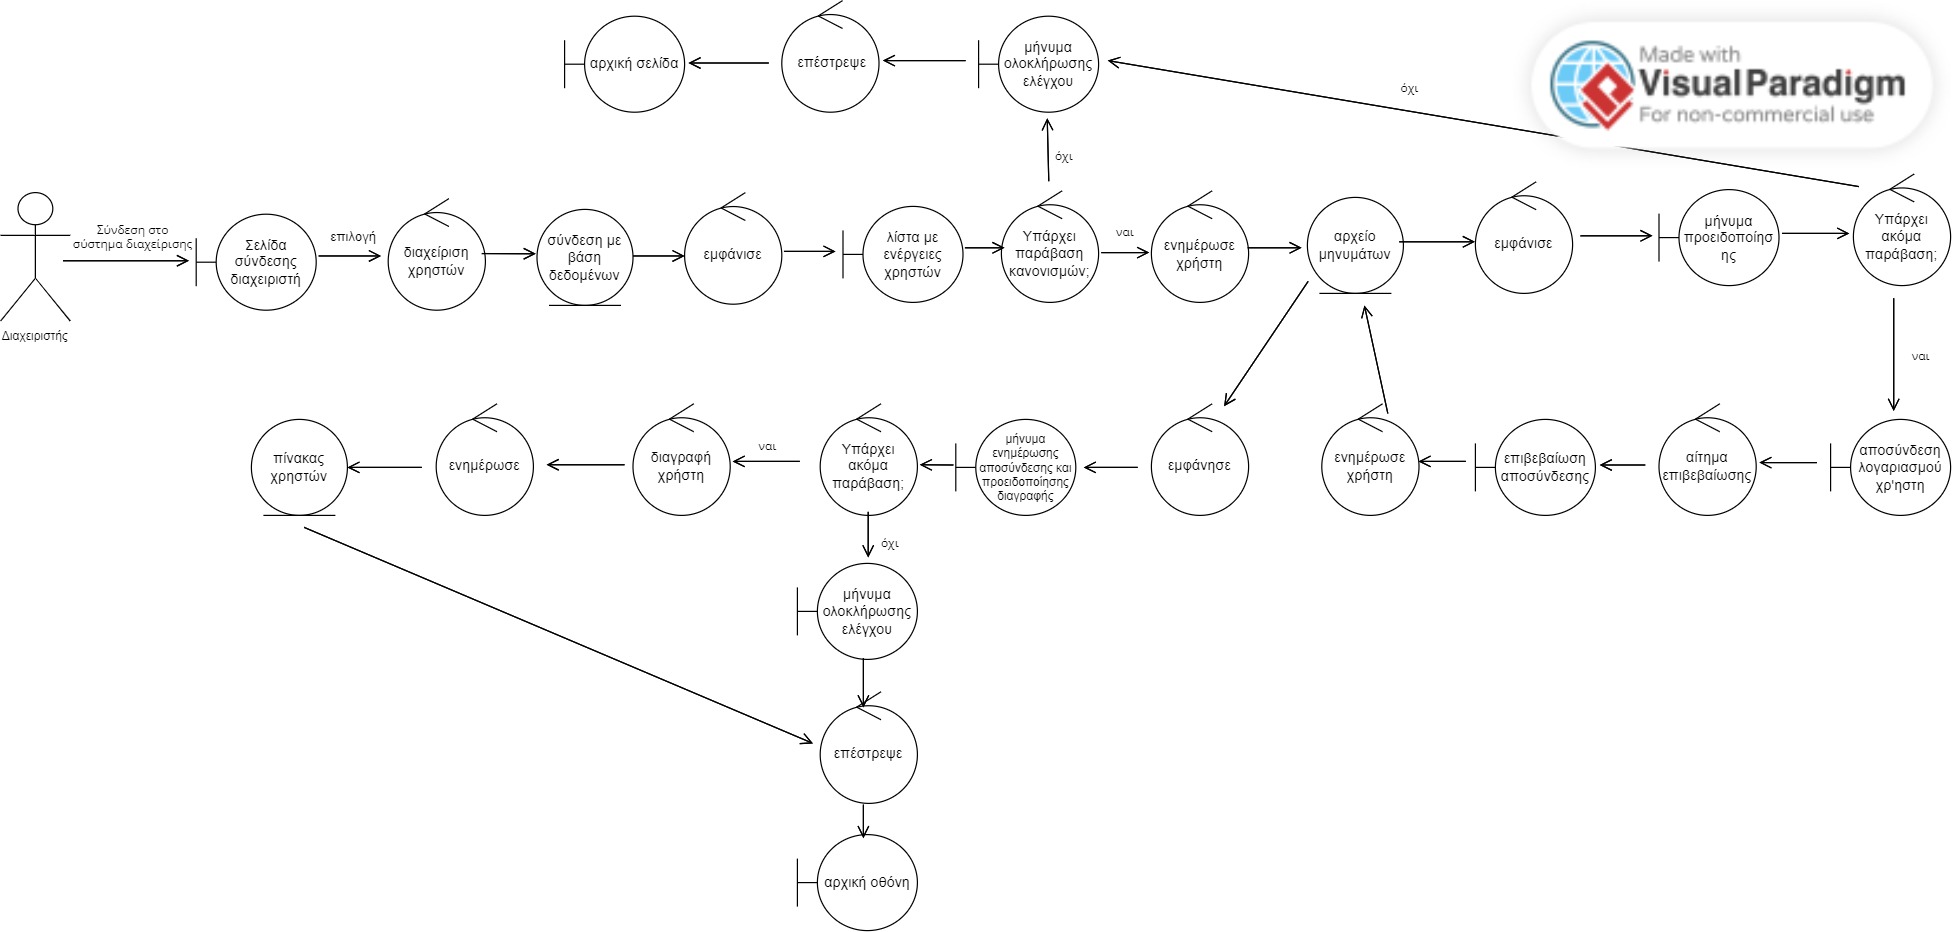 αρχική σελίδα
επέστρεψε
μήνυμα
ολοκλήρωσης
ελέγχου
όχι
Made with
Visual Paradigm
For non-commercial use
όχι
Σύνδεση στο
σύστημα διαχείρισης
Διαχειριστής
Σελίδα
σύνδεσης
διαχειριστή
επιλογή
διαχείριση
χρηστών
σύνδεση με
βάση
δεδομένων
εμφάνισε
λίστα με
ενέργειες
χρηστών
Υπάρχει
παράβαση
κανονισμών;
ναι
ενημέρωσε
χρήστη
αρχείο
μηνυμάτων
εμφάνισε
μήνυμα
προειδοποίησ
ης
Υπάρχει
ακόμα
παράβαση;
ναι
πίνακας
χρηστών
ενημέρωσε
διαγραφή
χρήστη
ναι
Υπάρχει
ακόμα
παράβαση;
μήνυμα
ενημέρωσης
αποσύνδεσης και
προειδοποίησης
διαγραφής
εμφάνησε
ενημέρωσε
χρήστη
επιβεβαίωση
αποσύνδεσης
αίτημα
επιβεβαίωσης
αποσύνδεση
λογαριασμού
χρ'ηστη
όχι
μήνυμα
ολοκλήρωσης
ελέγχου
επέστρεψε
αρχική οθόνη